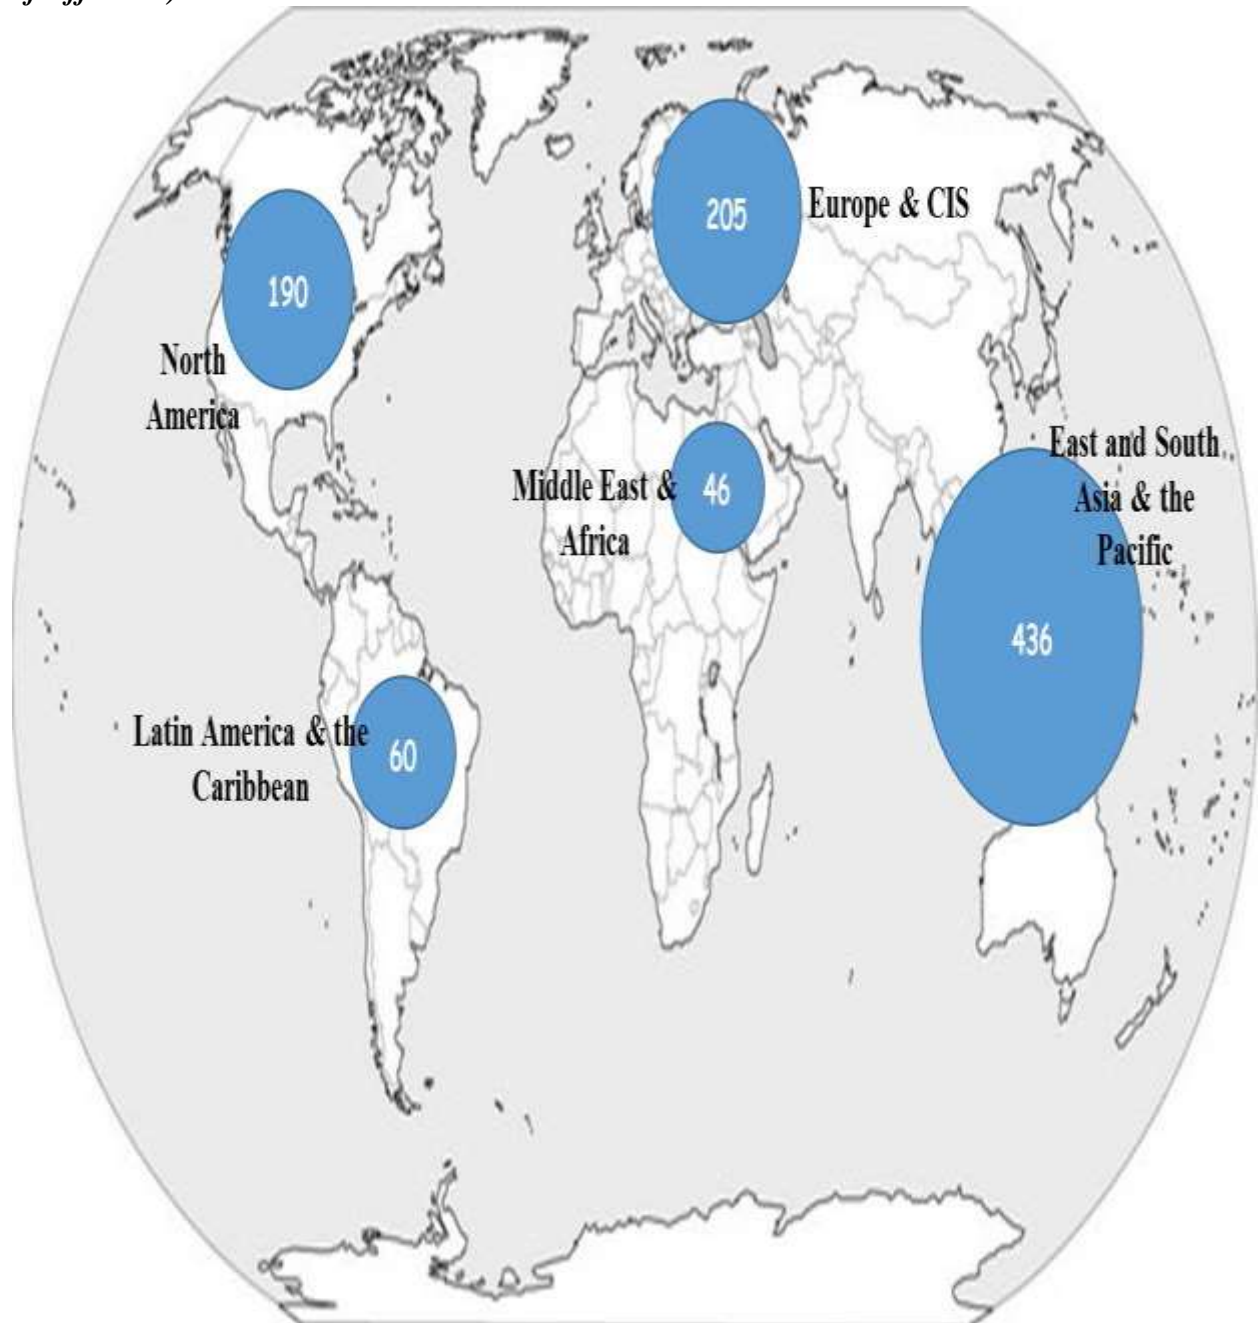 205
Europe & CIS
190
North
America
East and South
Asia & the
Pacific
Middle East &
Africa
46
436
Latin America & the
Caribbean
60